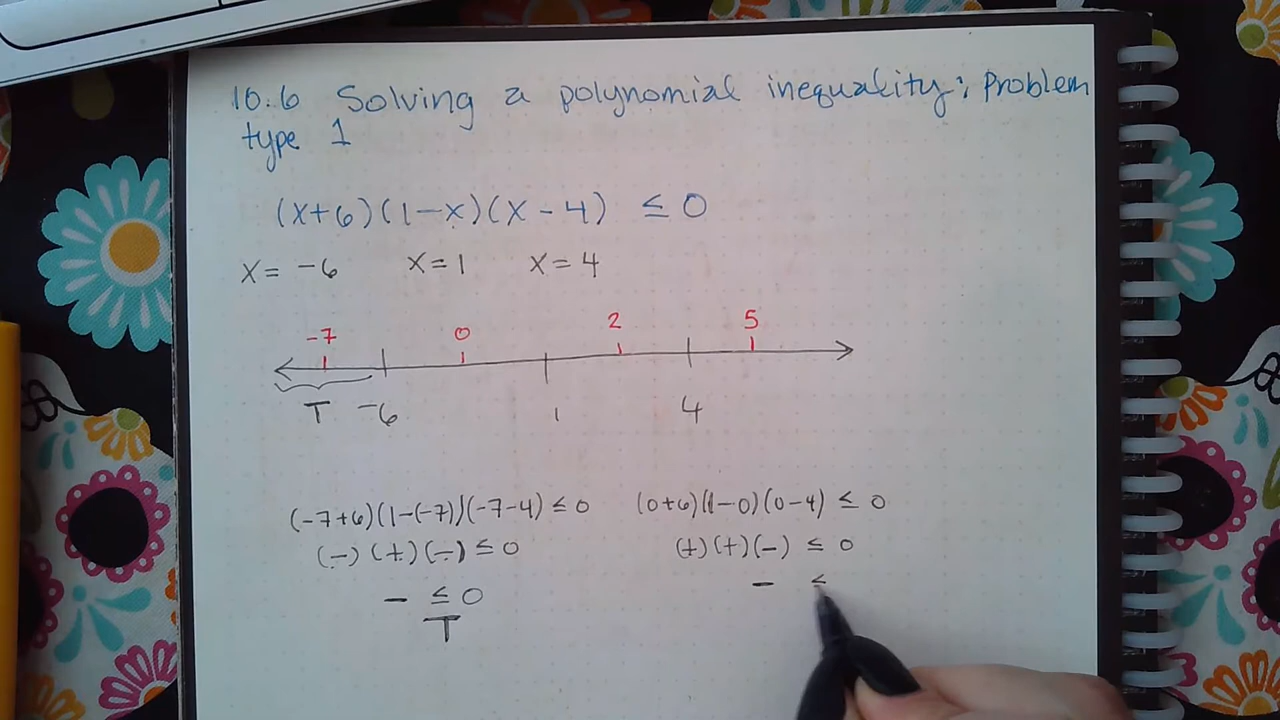 10.6 Solving a polynomial inequality; Problem
type 1
(x+6)(1-x)(x-4) ≤ 0
x = -6 x = 1 x = 4
-7 0 2 5
T -6 1 4
(-7+6)(1-(-7))(-7-4) ≤ 0 (0+6)(1-0)(0-4) ≤ 0
(-)(+)(-) ≤ 0 (+)(+)(-) ≤ 0
- ≤ 0 - ≤
T